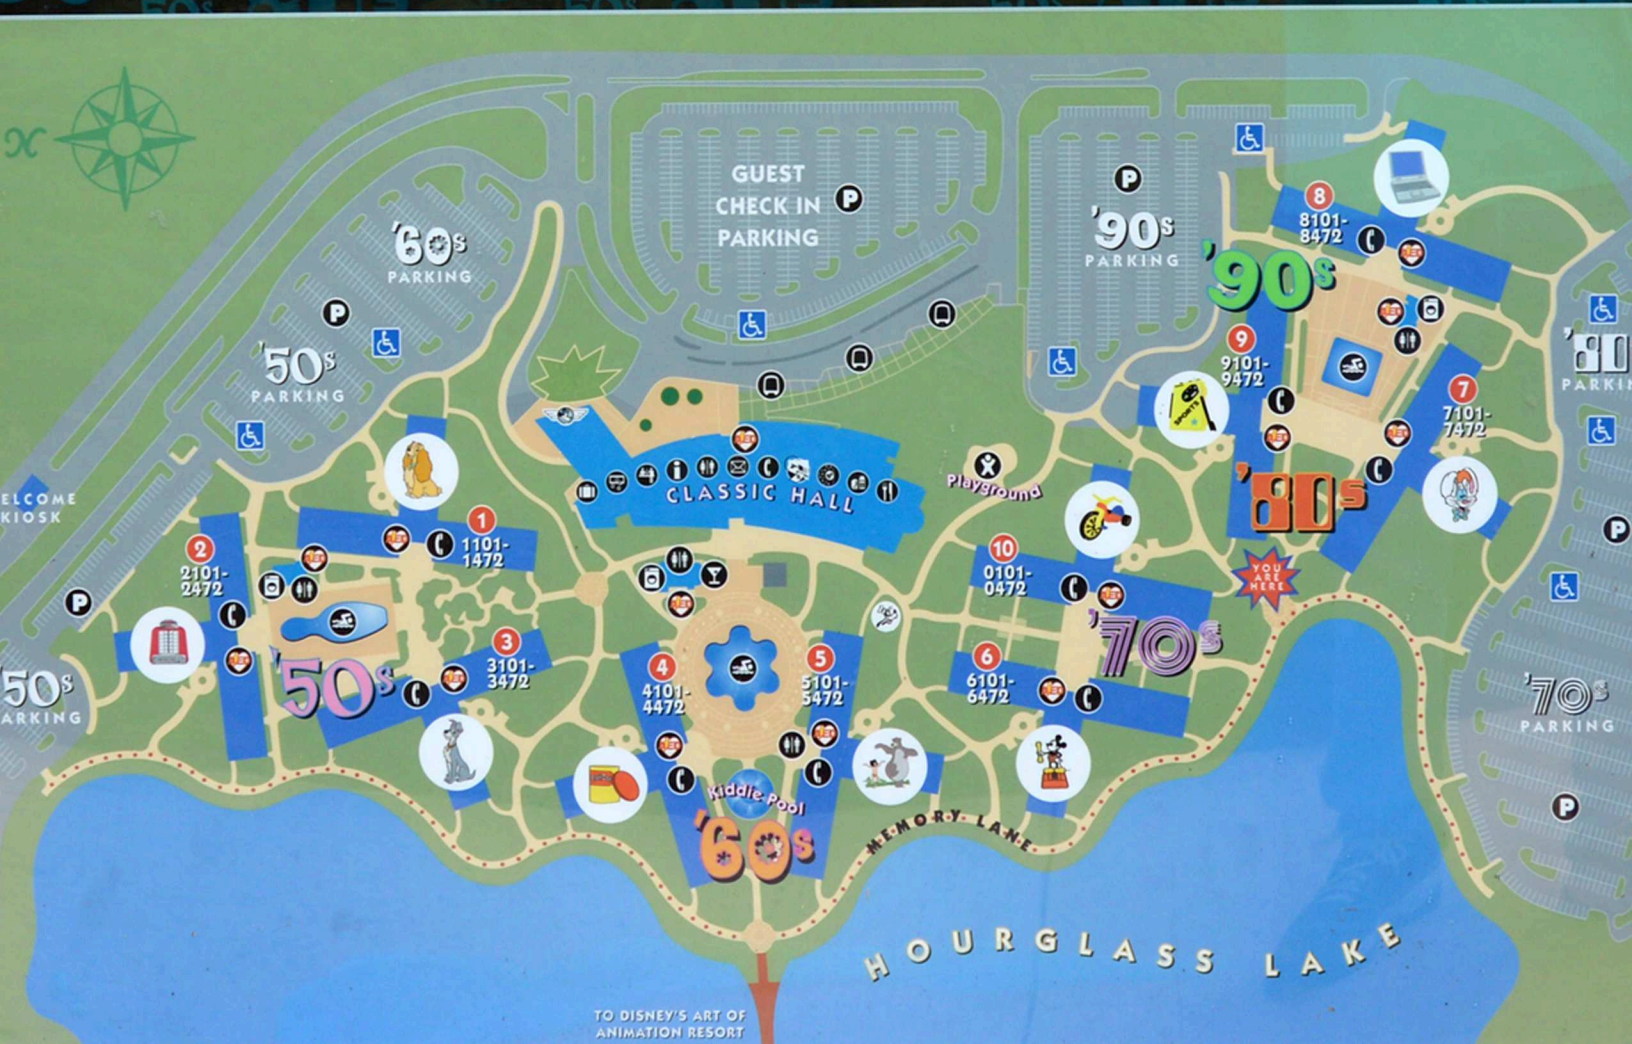 N
GUEST
CHECK IN
PARKING
P
'60s
PARKING
P
'50s
PARKING
P
'90s
PARKING
8
8101-
8472
'90s
9
9101-
9472
SPORTS
7
7101-
7472
'80s
'80
PARKIN
P
ELCOME
KIOSK
CLASSIC HALL
Playground
1
1101-
1472
2
2101-
2472
P
3
3101-
3472
'50s
'50s
ARKING
4
4101-
4472
5
5101-
5472
Kiddie Pool
'60s
10
0101-
0472
'70s
6
6101-
6472
YOU
ARE
HERE
'70s
PARKING
P
MEMORY LANE
HOURGLASS LAKE
TO DISNEY'S ART OF
ANIMATION RESORT